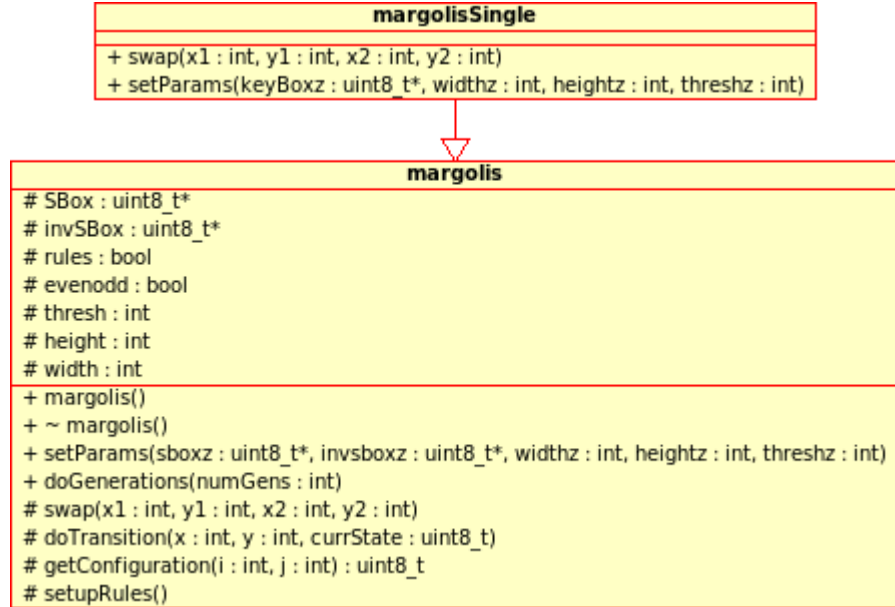 margolisSingle
+ swap(x1 : int, y1 : int, x2 : int, y2 : int)
+ setParams(keyBoxz : uint8_t*, widthz : int, heightz : int, threshz : int)
margolis
# SBox : uint8_t*
# invSBox : uint8_t*
# rules : bool
# evenodd : bool
# thresh : int
# height : int
# width : int
+ margolis()
+ ~ margolis()
+ setParams(sboxz : uint8_t*, invsboxz : uint8_t*, widthz : int, heightz : int, threshz : int)
+ doGenerations(numGens : int)
# swap(x1 : int, y1 : int, x2 : int, y2 : int)
# doTransition(x : int, y : int, currState : uint8_t)
# getConfiguration(i : int, j : int) : uint8_t
# setupRules()